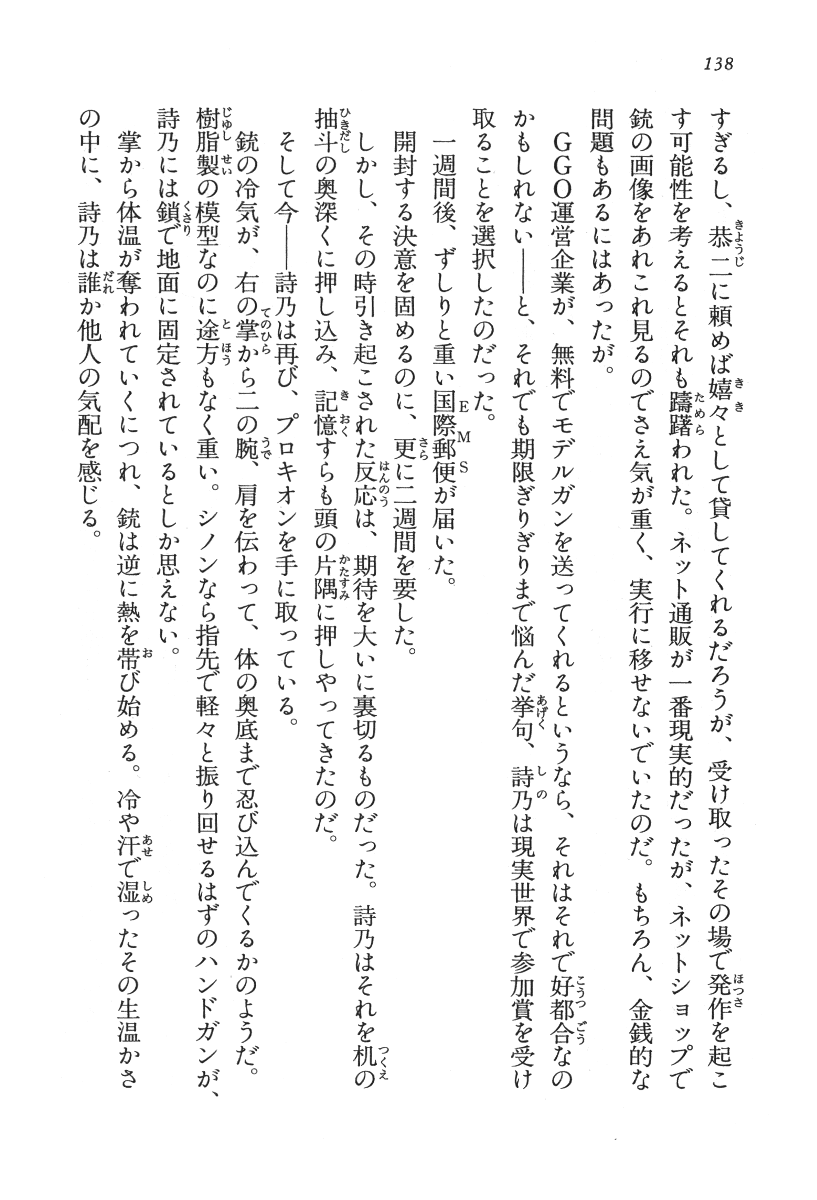 138
すぎるし、恭二に頼めば嬉々として貸してくれるだろうが、受け取ったその場で発作を起こ
す可能性を考えるとそれも躊躇われた。ネット通販が一番現実的だったが、ネットショップで
銃の画像をあれこれ見るのでさえ気が重く、実行に移せないでいたのだ。もちろん、金銭的な
問題もあるにはあったが。
GGO運営企業が、無料でモデルガンを送ってくれるというなら、それはそれで好都合なの
かもしれない――と、それでも期限ぎりぎりまで悩んだ挙句、詩乃は現実世界で参加賞を受け
取ることを選択したのだった。
一週間後、ずしりと重い国際郵便が届いた。
開封する決意を固めるのに、更に二週間を要した。
しかし、その時引き起こされた反応は、期待を大いに裏切るものだった。詩乃はそれを机の
抽斗の奥深くに押し込み、記憶すらも頭の片隅に押しやってきたのだ。
そして今――詩乃は再び、プロキオンを手に取っている。
銃の冷気が、右の掌から二の腕、肩を伝わって、体の奥底まで忍び込んでくるかのようだ。
樹脂製の模型なのに途方もなく重い。シノンなら指先で軽々と振り回せるはずのハンドガンが、
詩乃には鎖で地面に固定されているとしか思えない。
掌から体温が奪われていくにつれ、銃は逆に熱を帯び始める。冷や汗で湿ったその生温かさ
の中に、詩乃は誰か他人の気配を感じる。